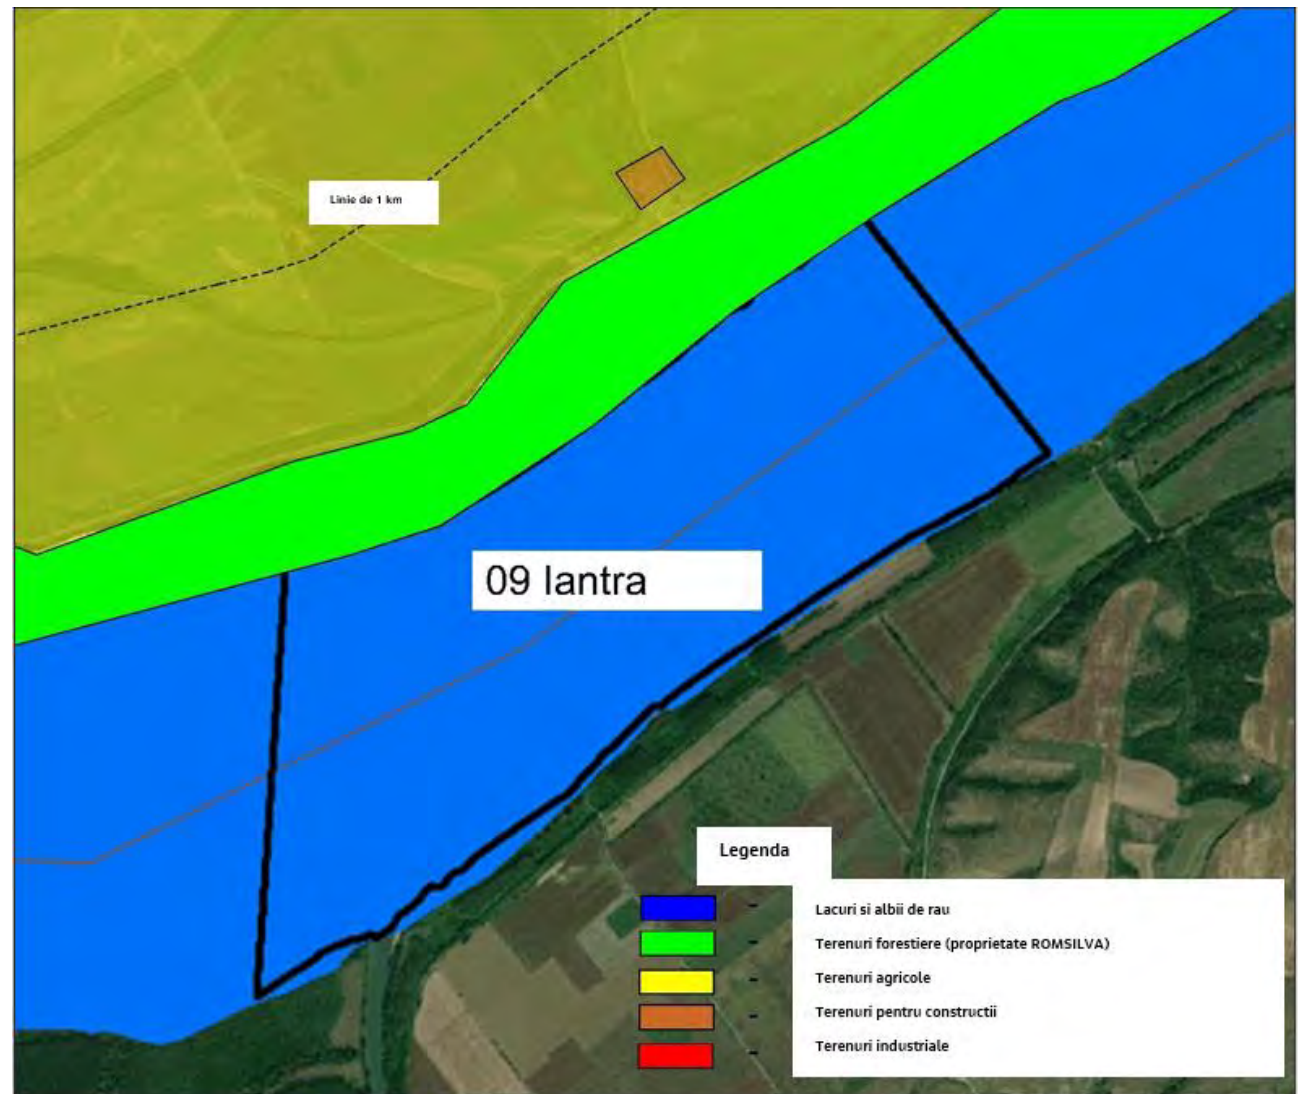 Linie de 1 km
09 Iantra
Legenda
- Lacuri si albii de rau
- Terenuri forestiere (proprietate ROMSILVA)
- Terenuri agricole
- Terenuri pentru constructii
- Terenuri industriale